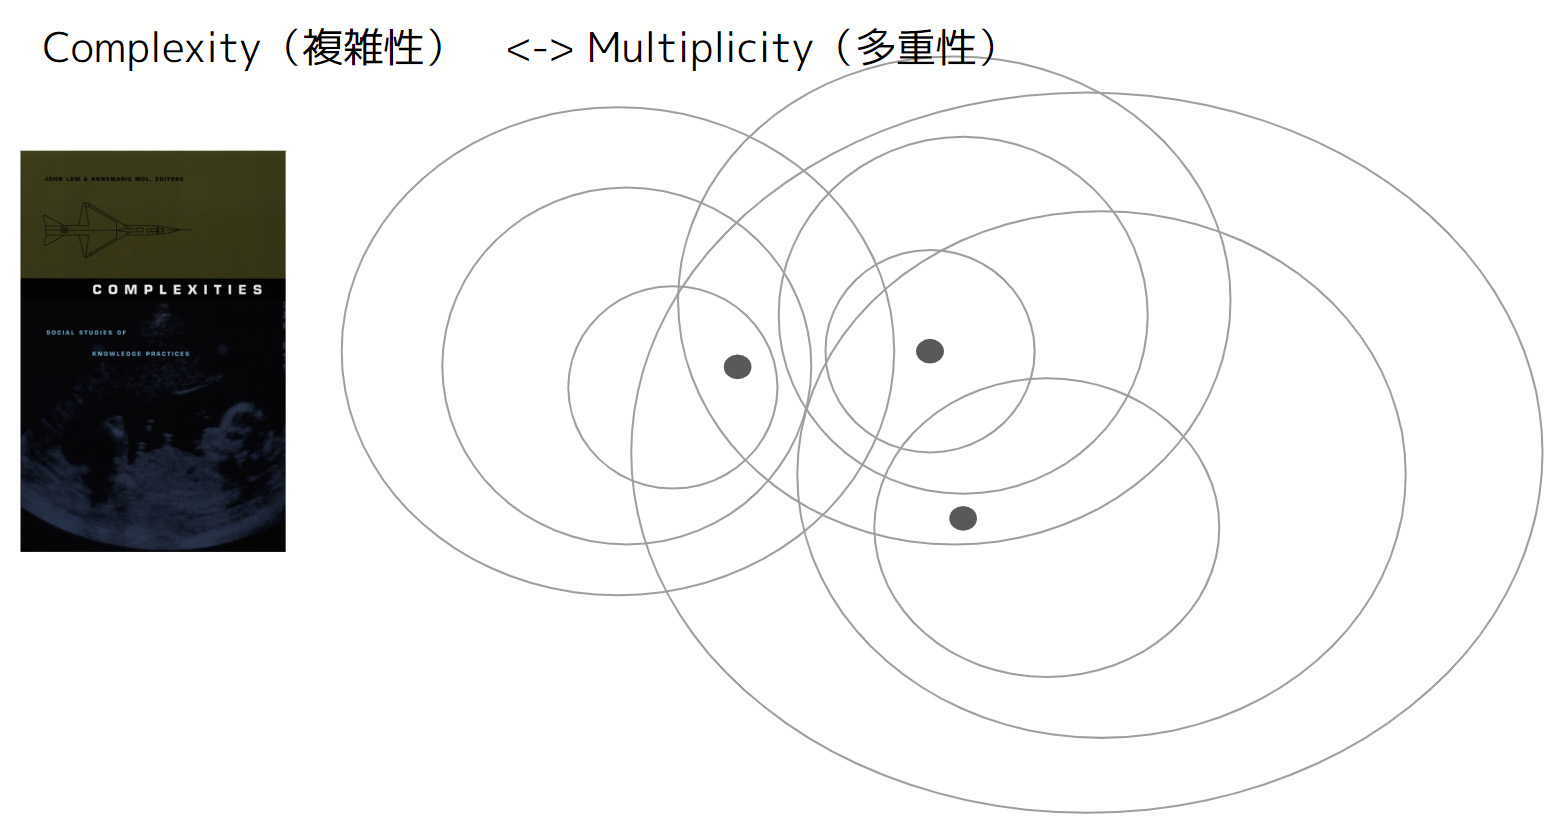 Complexity（複雑性） <-> Multiplicity（多重性）
JOHN LAW & ANNEMARIE MOL, EDITORS
COMPLEXITIES
SOCIAL STUDIES OF
KNOWLEDGE PRACTICES